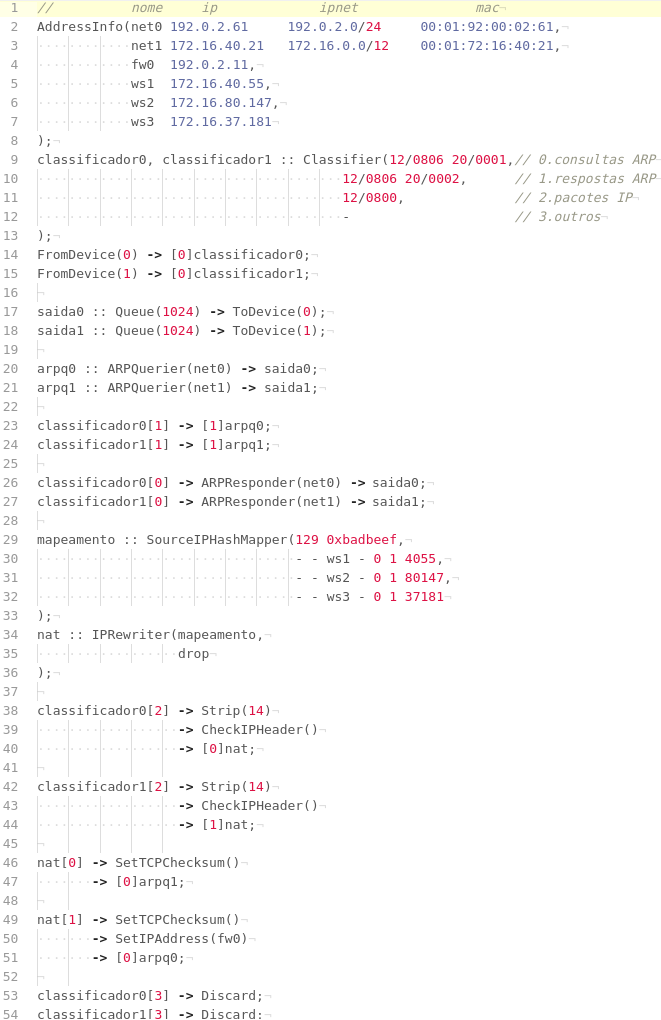 1 // nome ip ipnet mac¬
2 AddressInfo(net0 192.0.2.61 192.0.2.0/24 00:01:92:00:02:61,¬
3 ············net1 172.16.40.21 172.16.0.0/12 00:01:72:16:40:21,¬
4 ············fw0 192.0.2.11,¬
5 ············ws1 172.16.40.55,¬
6 ············ws2 172.16.80.147,¬
7 ············ws3 172.16.37.181¬
8 );¬
9 classificador0, classificador1 :: Classifier(12/0806 20/0001,// 0.consultas ARP¬
10 ·······································12/0806 20/0002, // 1.respostas ARP¬
11 ·······································12/0800, // 2.pacotes IP¬
12 ·······································- // 3.outros¬
13 );¬
14 FromDevice(0) -> [0]classificador0;¬
15 FromDevice(1) -> [0]classificador1;¬
16 ¬
17 saida0 :: Queue(1024) -> ToDevice(0);¬
18 saida1 :: Queue(1024) -> ToDevice(1);¬
19 ¬
20 arpq0 :: ARPQuerier(net0) -> saida0;¬
21 arpq1 :: ARPQuerier(net1) -> saida1;¬
22 ¬
23 classificador0[1] -> [1]arpq0;¬
24 classificador1[1] -> [1]arpq1;¬
25 ¬
26 classificador0[0] -> ARPResponder(net0) -> saida0;¬
27 classificador1[0] -> ARPResponder(net1) -> saida1;¬
28 ¬
29 mapeamento :: SourceIPHashMapper(129 0xbadbeef,¬
30 ·································- - ws1 - 0 1 4055,¬
31 ·································- - ws2 - 0 1 80147,¬
32 ·································- - ws3 - 0 1 37181¬
33 );¬
34 nat :: IPRewriter(mapeamento,¬
35 ··················drop¬
36 );¬
37 ¬
38 classificador0[2] -> Strip(14)¬
39 ··················-> CheckIPHeader()¬
40 ··················-> [0]nat;¬
41 ¬
42 classificador1[2] -> Strip(14)¬
43 ··················-> CheckIPHeader()¬
44 ··················-> [1]nat;¬
45 ¬
46 nat[0] -> SetTCPChecksum()¬
47 ·······-> [0]arpq1;¬
48 ¬
49 nat[1] -> SetTCPChecksum()¬
50 ·······-> SetIPAddress(fw0)¬
51 ·······-> [0]arpq0;¬
52 ¬
53 classificador0[3] -> Discard;¬
54 classificador1[3] -> Discard;¬